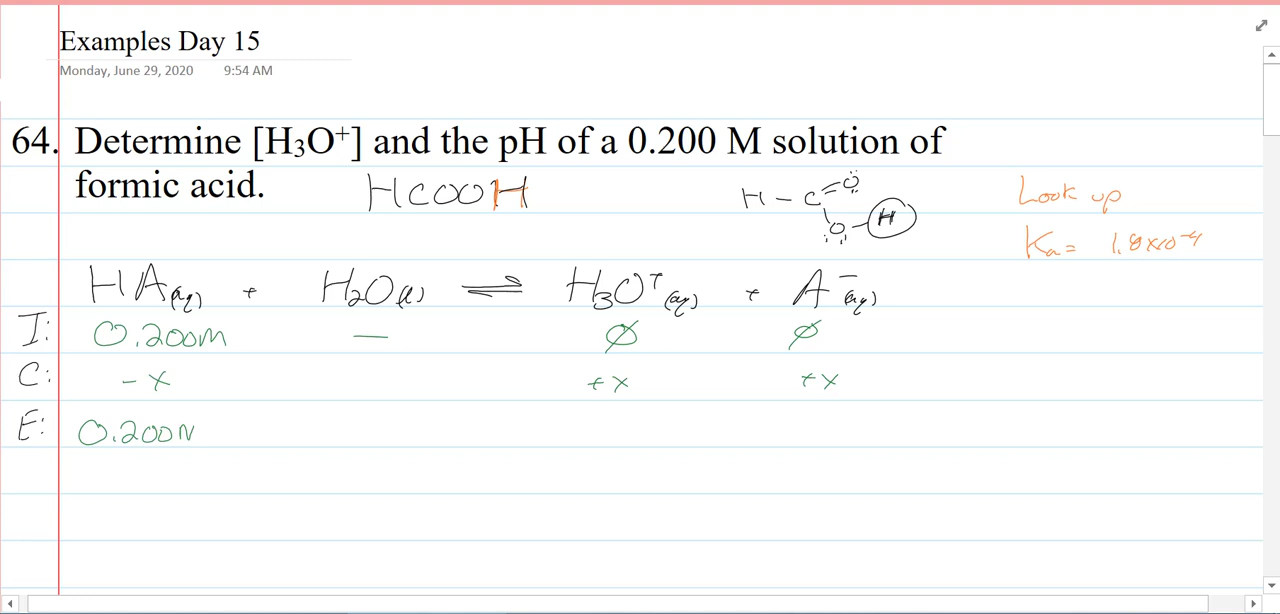 Examples Day 15
Monday, June 29, 2020 9:54 AM
64. Determine [H₃O⁺] and the pH of a 0.200 M solution of
formic acid. HCOOH H – C = O Look up
O – H Ka = 1.8x10⁻⁴
HA(aq) + H₂O(l) ⇌ H₃O⁺(aq) + A⁻(aq)
I: 0.200M — ∅ ∅
C: – x + x + x
E: 0.200M